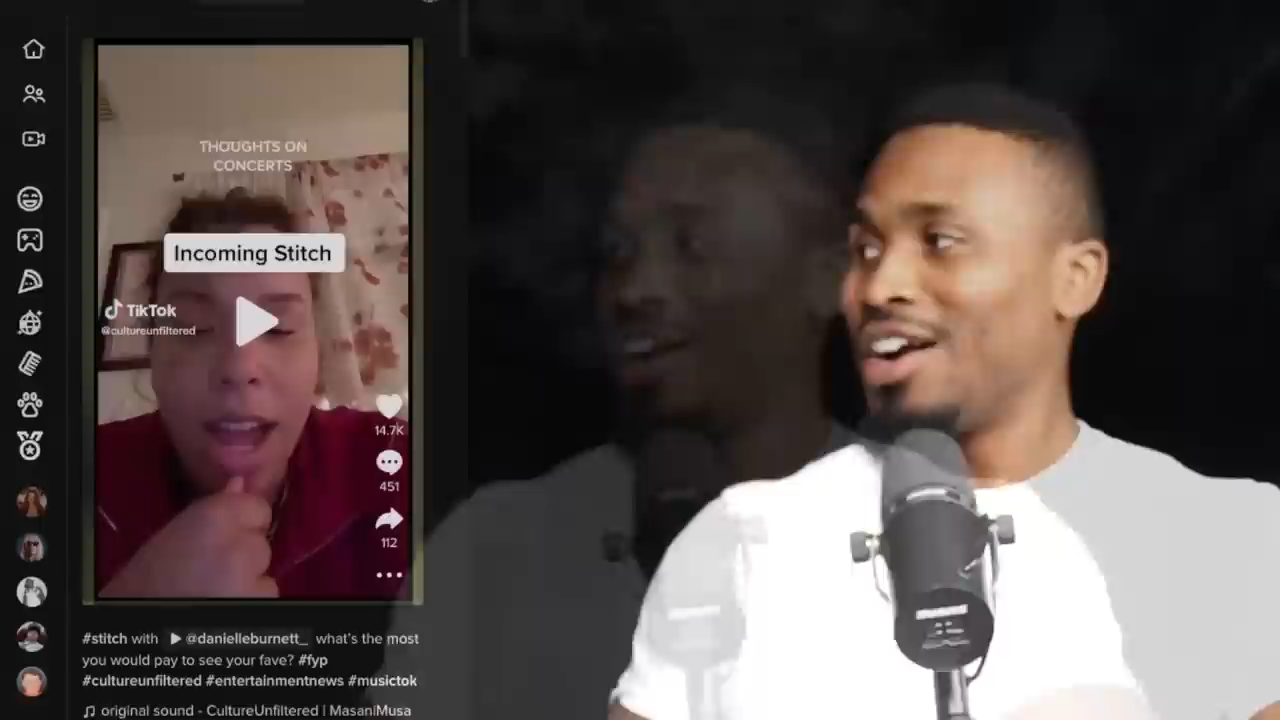 THOUGHTS ON
CONCERTS
Incoming Stitch
TikTok
@cultureunfiltered
14.7K
451
112
#stitch with ▶ @danielleburnett_ what's the most
you would pay to see your fave? #fyp
#cultureunfiltered #entertainmentnews #musictok
♫ original sound - CultureUnfiltered | MasaniMusa